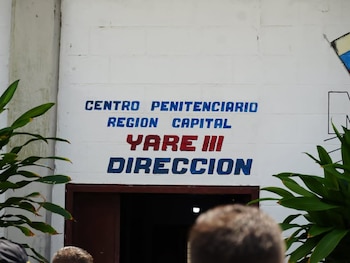 CENTRO PENITENCIARIO
REGION CAPITAL
YARE III
DIRECCION